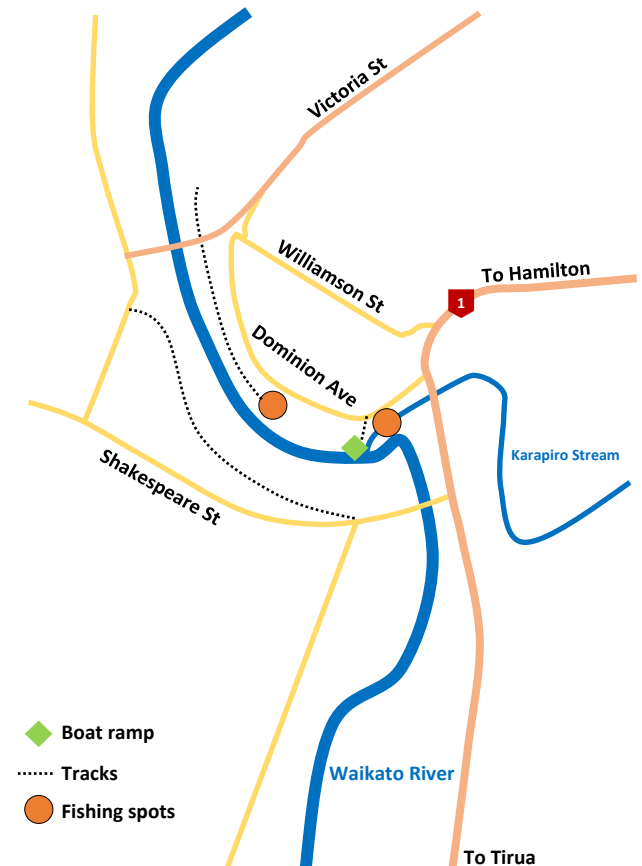 Victoria St
Williamson St
To Hamilton
1
Dominion Ave
Karapiro Stream
Shakespeare St
Boat ramp
Tracks
Waikato River
Fishing spots
To Tirua